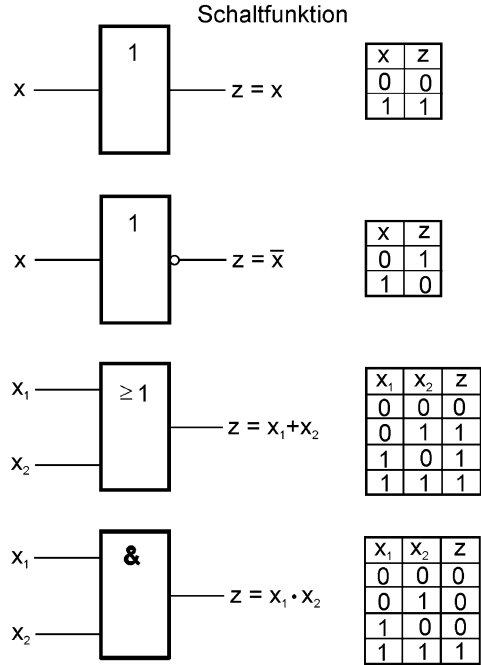 Schaltfunktion
1
x
z = x
x z
0 0
1 1
1
x
z = x̅
x z
0 1
1 0
≥1
x₁
x₂
z = x₁+x₂
x₁ x₂ z
0 0 0
0 1 1
1 0 1
1 1 1
&
x₁
x₂
z = x₁·x₂
x₁ x₂ z
0 0 0
0 1 0
1 0 0
1 1 1